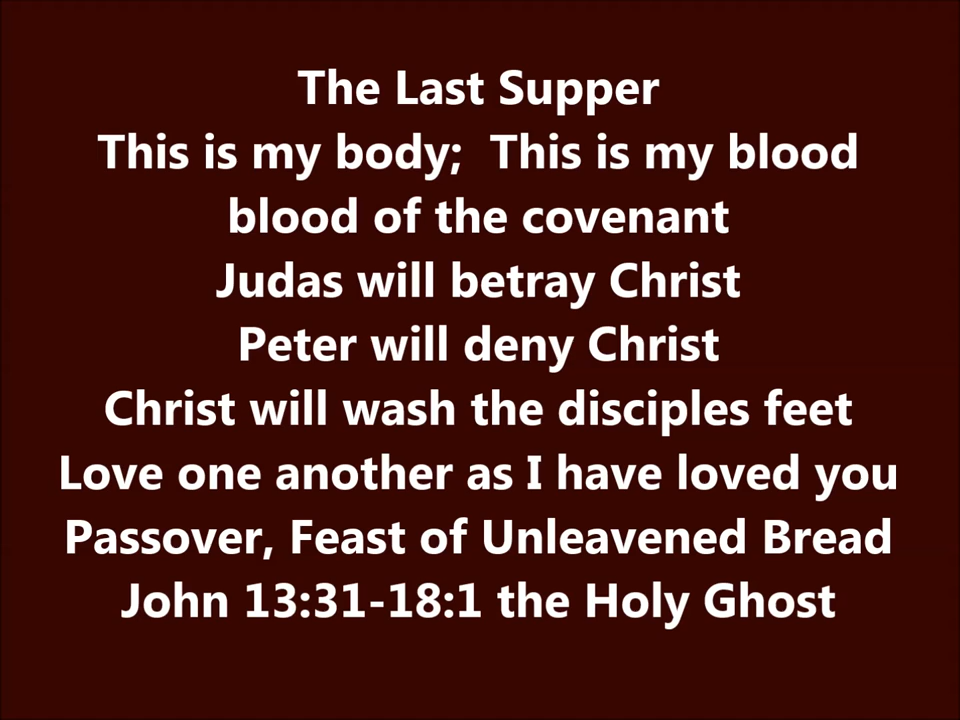 The Last Supper
This is my body;  This is my blood
blood of the covenant
Judas will betray Christ
Peter will deny Christ
Christ will wash the disciples feet
Love one another as I have loved you
Passover, Feast of Unleavened Bread
John 13:31-18:1 the Holy Ghost